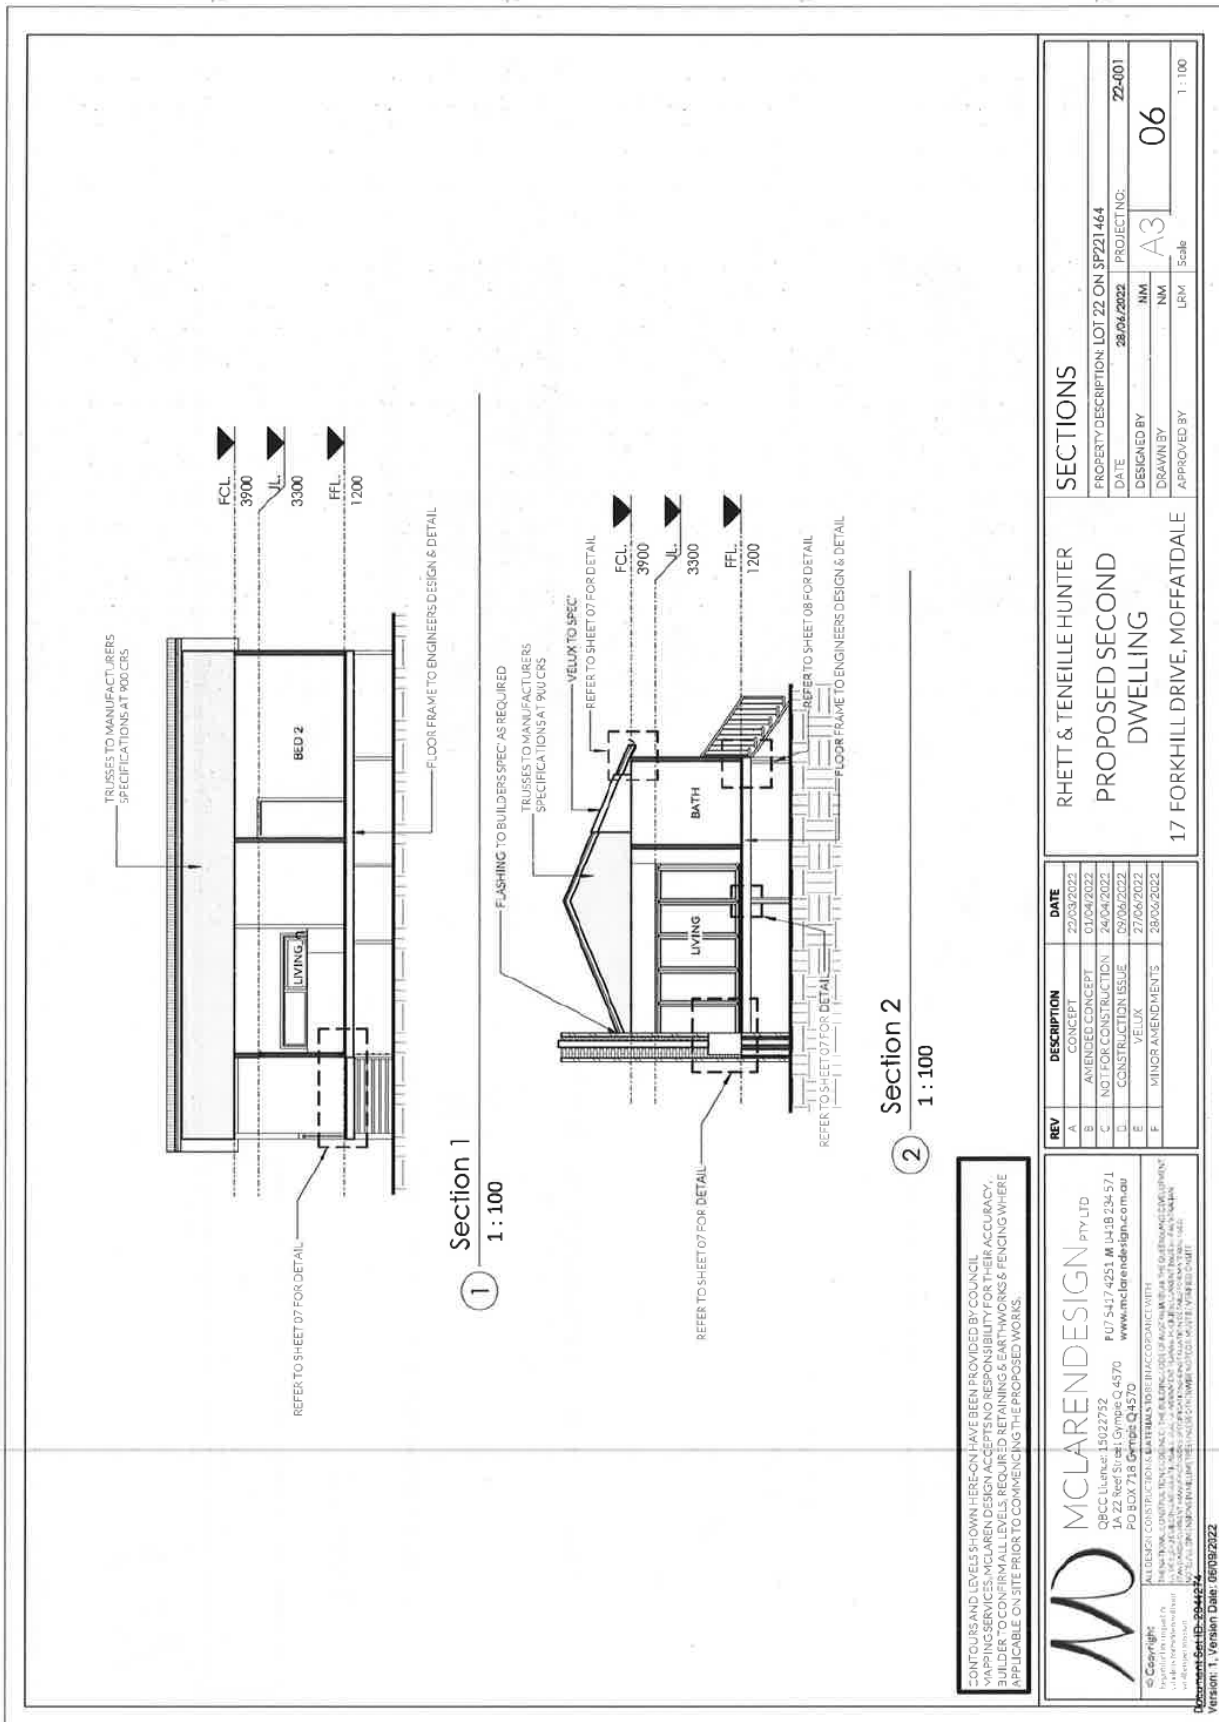 TRUSSES TO MANUFACTURERS
SPECIFICATIONS AT 900 CRS
FCL.
3900
JL.
3300
FFL.
1200
LIVING
BED 2
REFER TO SHEET 07 FOR DETAIL
FLOOR FRAME TO ENGINEERS DESIGN & DETAIL
1
Section 1
1 : 100
FLASHING TO BUILDERS SPEC' AS REQUIRED
TRUSSES TO MANUFACTURERS
SPECIFICATIONS AT 900 CRS
VELUX TO SPEC'
REFER TO SHEET 07 FOR DETAIL
FCL.
3900
JL.
3300
FFL.
1200
LIVING
BATH
REFER TO SHEET 07 FOR DETAIL
REFER TO SHEET 07 FOR DETAIL
REFER TO SHEET 08 FOR DETAIL
FLOOR FRAME TO ENGINEERS DESIGN & DETAIL
2
Section 2
1 : 100
CONTOURS AND LEVELS SHOWN HERE-ON HAVE BEEN PROVIDED BY COUNCIL
MAPPING SERVICES, MCLAREN DESIGN ACCEPTS NO RESPONSIBILITY FOR THEIR ACCURACY,
BUILDER TO CONFIRM ALL LEVELS, REQUIRED RETAINING & EARTHWORKS & FENCING WHERE
APPLICABLE ON SITE PRIOR TO COMMENCING THE PROPOSED WORKS.
MCLARENDESIGN PTY LTD
QBCC Licence: 15022752
1A 22 Reef Street Gympie Q 4570
PO BOX 718 Gympie Q 4570
P 07 5417 4251 M 0418 234 571
www.mclarendesign.com.au
© Copyright
ALL DESIGN CONSTRUCTION & MATERIALS TO BE IN ACCORDANCE WITH
REV DESCRIPTION DATE
A CONCEPT 22/03/2022
B AMENDED CONCEPT 01/04/2022
C NOT FOR CONSTRUCTION 24/04/2022
D CONSTRUCTION ISSUE 09/06/2022
E VELUX 27/06/2022
F MINOR AMENDMENTS 28/06/2022
RHETT & TENEILLE HUNTER
PROPOSED SECOND
DWELLING
17 FORKHILL DRIVE, MOFFATDALE
SECTIONS
PROPERTY DESCRIPTION: LOT 22 ON SP221464
DATE 28/06/2022 PROJECT NO: 22-001
DESIGNED BY NM
DRAWN BY NM
A3
06
APPROVED BY LRM Scale 1 : 100
Document Set ID: 2944274
Version: 1, Version Date: 06/09/2022